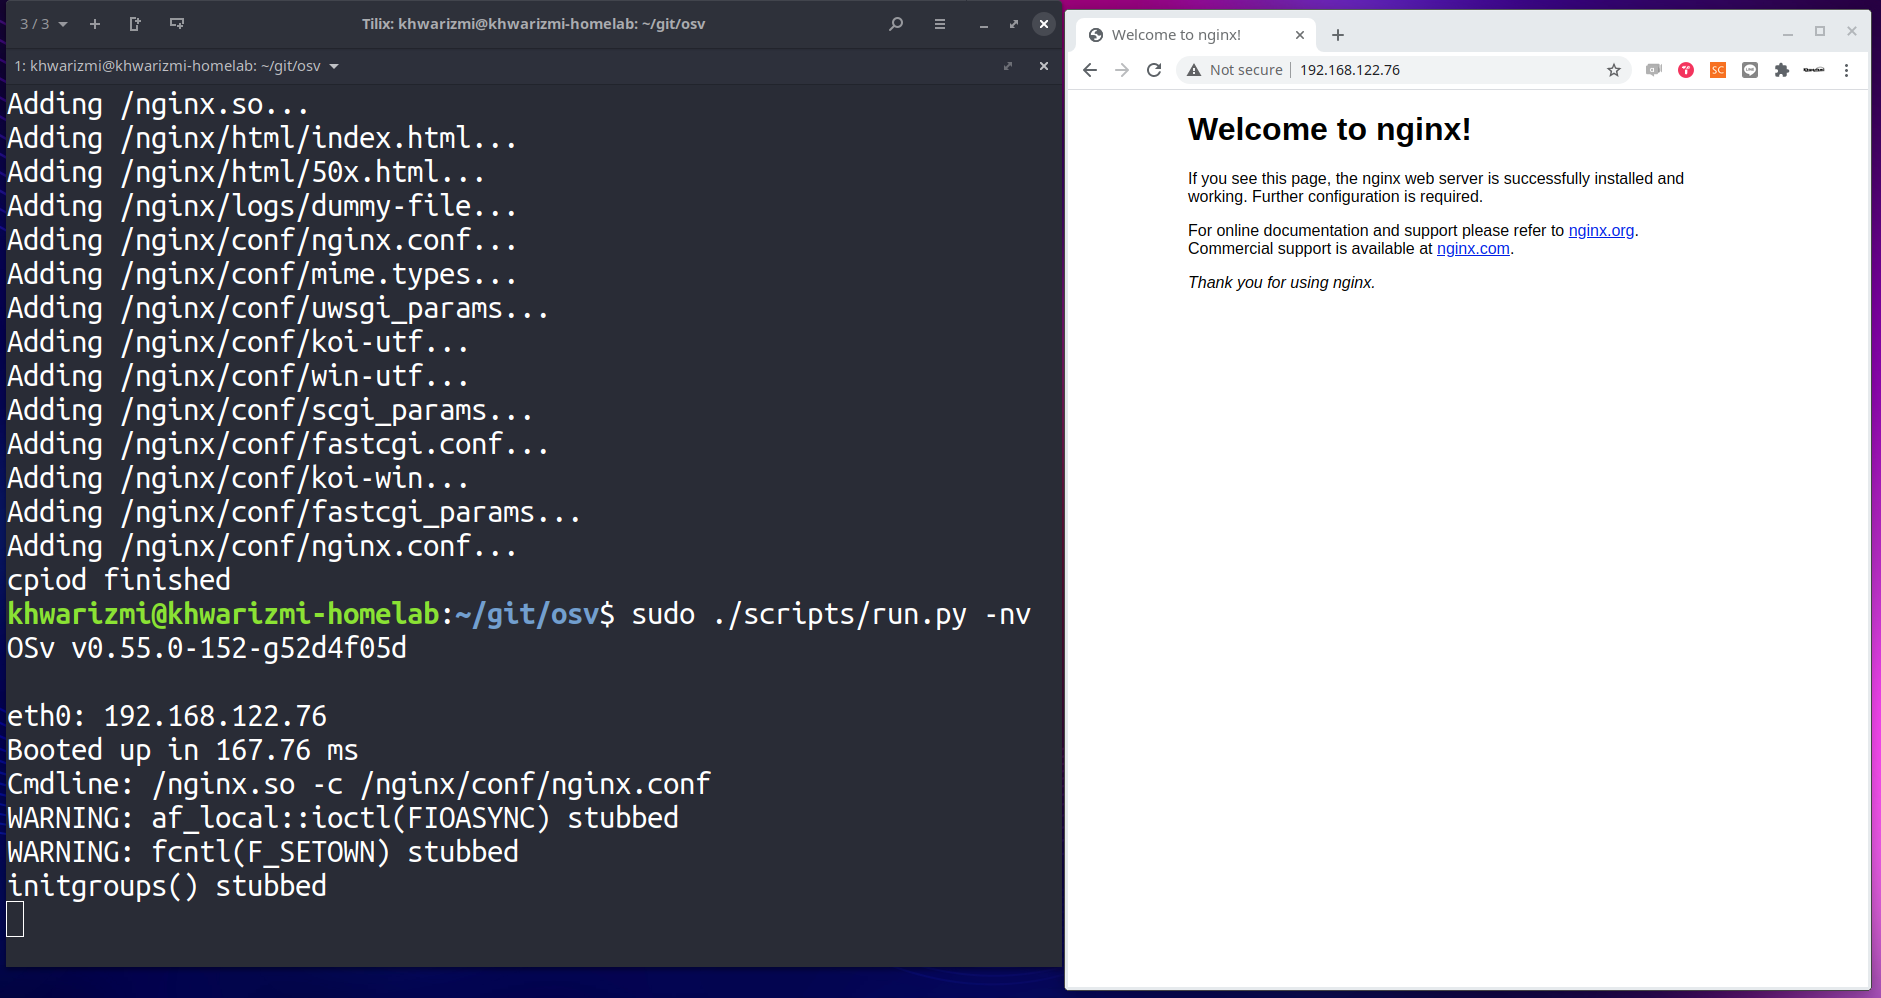 3 / 3
Tilix: khwarizmi@khwarizmi-homelab: ~/git/osv
1: khwarizmi@khwarizmi-homelab: ~/git/osv
Adding /nginx.so...
Adding /nginx/html/index.html...
Adding /nginx/html/50x.html...
Adding /nginx/logs/dummy-file...
Adding /nginx/conf/nginx.conf...
Adding /nginx/conf/mime.types...
Adding /nginx/conf/uwsgi_params...
Adding /nginx/conf/koi-utf...
Adding /nginx/conf/win-utf...
Adding /nginx/conf/scgi_params...
Adding /nginx/conf/fastcgi.conf...
Adding /nginx/conf/koi-win...
Adding /nginx/conf/fastcgi_params...
Adding /nginx/conf/nginx.conf...
cpiod finished
khwarizmi@khwarizmi-homelab:~/git/osv$ sudo ./scripts/run.py -nv
OSv v0.55.0-152-g52d4f05d
eth0: 192.168.122.76
Booted up in 167.76 ms
Cmdline: /nginx.so -c /nginx/conf/nginx.conf
WARNING: af_local::ioctl(FIOASYNC) stubbed
WARNING: fcntl(F_SETOWN) stubbed
initgroups() stubbed
Welcome to nginx!
Not secure
192.168.122.76
SC
Welcome to nginx!
If you see this page, the nginx web server is successfully installed and
working. Further configuration is required.
For online documentation and support please refer to nginx.org.
Commercial support is available at nginx.com.
Thank you for using nginx.